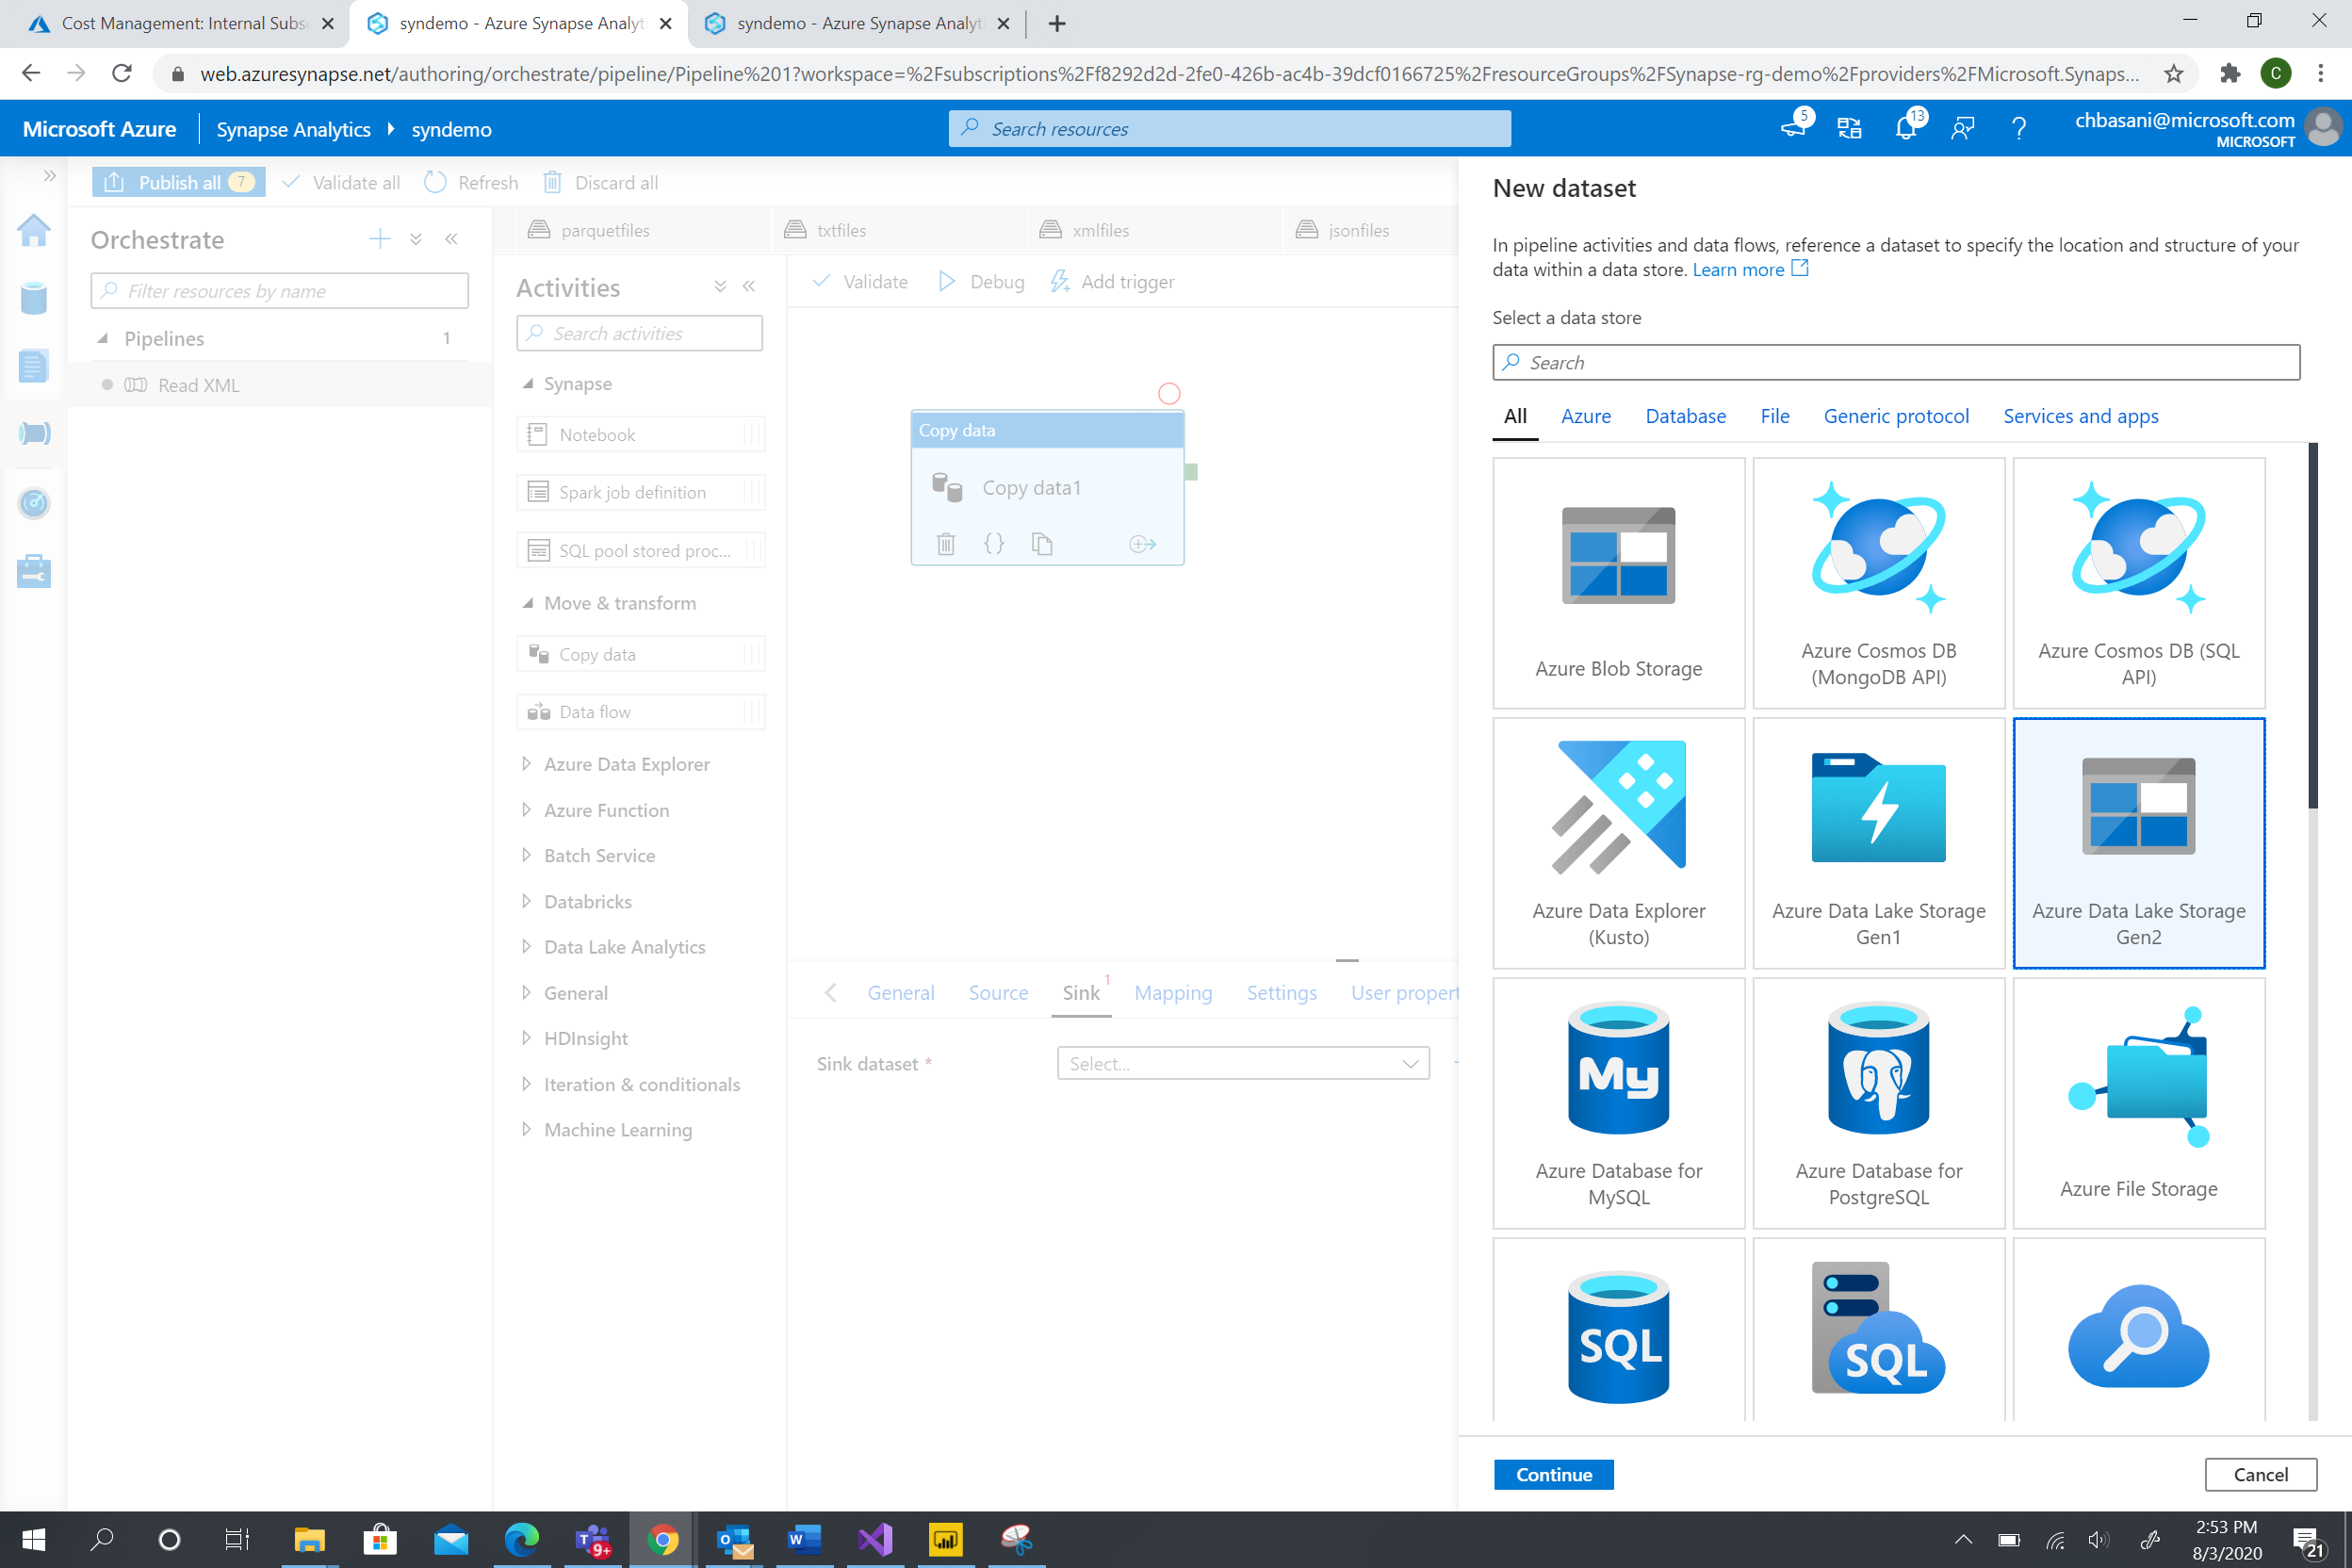 Cost Management: Internal Subs
syndemo - Azure Synapse Analyt
syndemo - Azure Synapse Analyt
web.azuresynapse.net/authoring/orchestrate/pipeline/Pipeline%201?workspace=%2Fsubscriptions%2Ff8292d2d-2fe0-426b-ac4b-39dcf0166725%2FresourceGroups%2FSynapse-rg-demo%2Fproviders%2FMicrosoft.Synaps...
C
Microsoft Azure
Synapse Analytics
syndemo
Search resources
5
13
chbasani@microsoft.com
MICROSOFT
Publish all 7
Validate all
Refresh
Discard all
Orchestrate
Filter resources by name
Pipelines 1
Read XML
parquetfiles
txtfiles
xmlfiles
jsonfiles
Activities
Search activities
Synapse
Notebook
Spark job definition
SQL pool stored proc...
Move & transform
Copy data
Data flow
Azure Data Explorer
Azure Function
Batch Service
Databricks
Data Lake Analytics
General
HDInsight
Iteration & conditionals
Machine Learning
Validate
Debug
Add trigger
Copy data
Copy data1
General
Source
Sink 1
Mapping
Settings
User propert
Sink dataset *
Select...
New dataset
In pipeline activities and data flows, reference a dataset to specify the location and structure of your
data within a data store. Learn more
Select a data store
Search
All
Azure
Database
File
Generic protocol
Services and apps
Azure Blob Storage
Azure Cosmos DB
(MongoDB API)
Azure Cosmos DB (SQL
API)
Azure Data Explorer
(Kusto)
Azure Data Lake Storage
Gen1
Azure Data Lake Storage
Gen2
My
Azure Database for
MySQL
Azure Database for
PostgreSQL
Azure File Storage
SQL
SQL
Continue
Cancel
9+
2:53 PM
8/3/2020
21